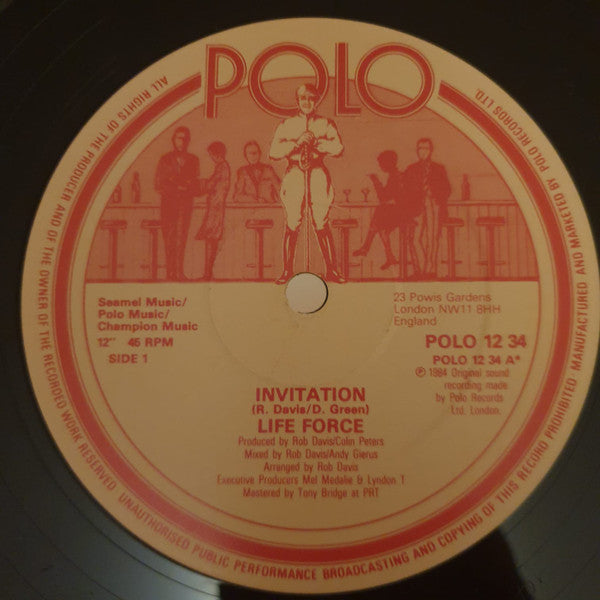 POLO
ALL RIGHTS OF THE PRODUCER AND OF THE OWNER OF THE RECORDED WORK RESERVED UNAUTHORISED PUBLIC PERFORMANCE BROADCASTING AND COPYING OF THIS RECORD PROHIBITED MANUFACTURED AND MARKETED BY POLO RECORDS LTD.
Seamel Music/
Polo Music/
Champion Music
12" 45 RPM
SIDE 1
23 Powis Gardens
London NW11 8HH
England
POLO 12 34
POLO 12 34 A*
℗ 1984 Original sound
recording made
by Polo Records
Ltd. London.
INVITATION
(R. Davis/D. Green)
LIFE FORCE
Produced by Rob Davis/Colin Peters
Mixed by Rob Davis/Andy Gierus
Arranged by Rob Davis
Executive Producers Mel Medalie & Lyndon T
Mastered by Tony Bridge at PRT